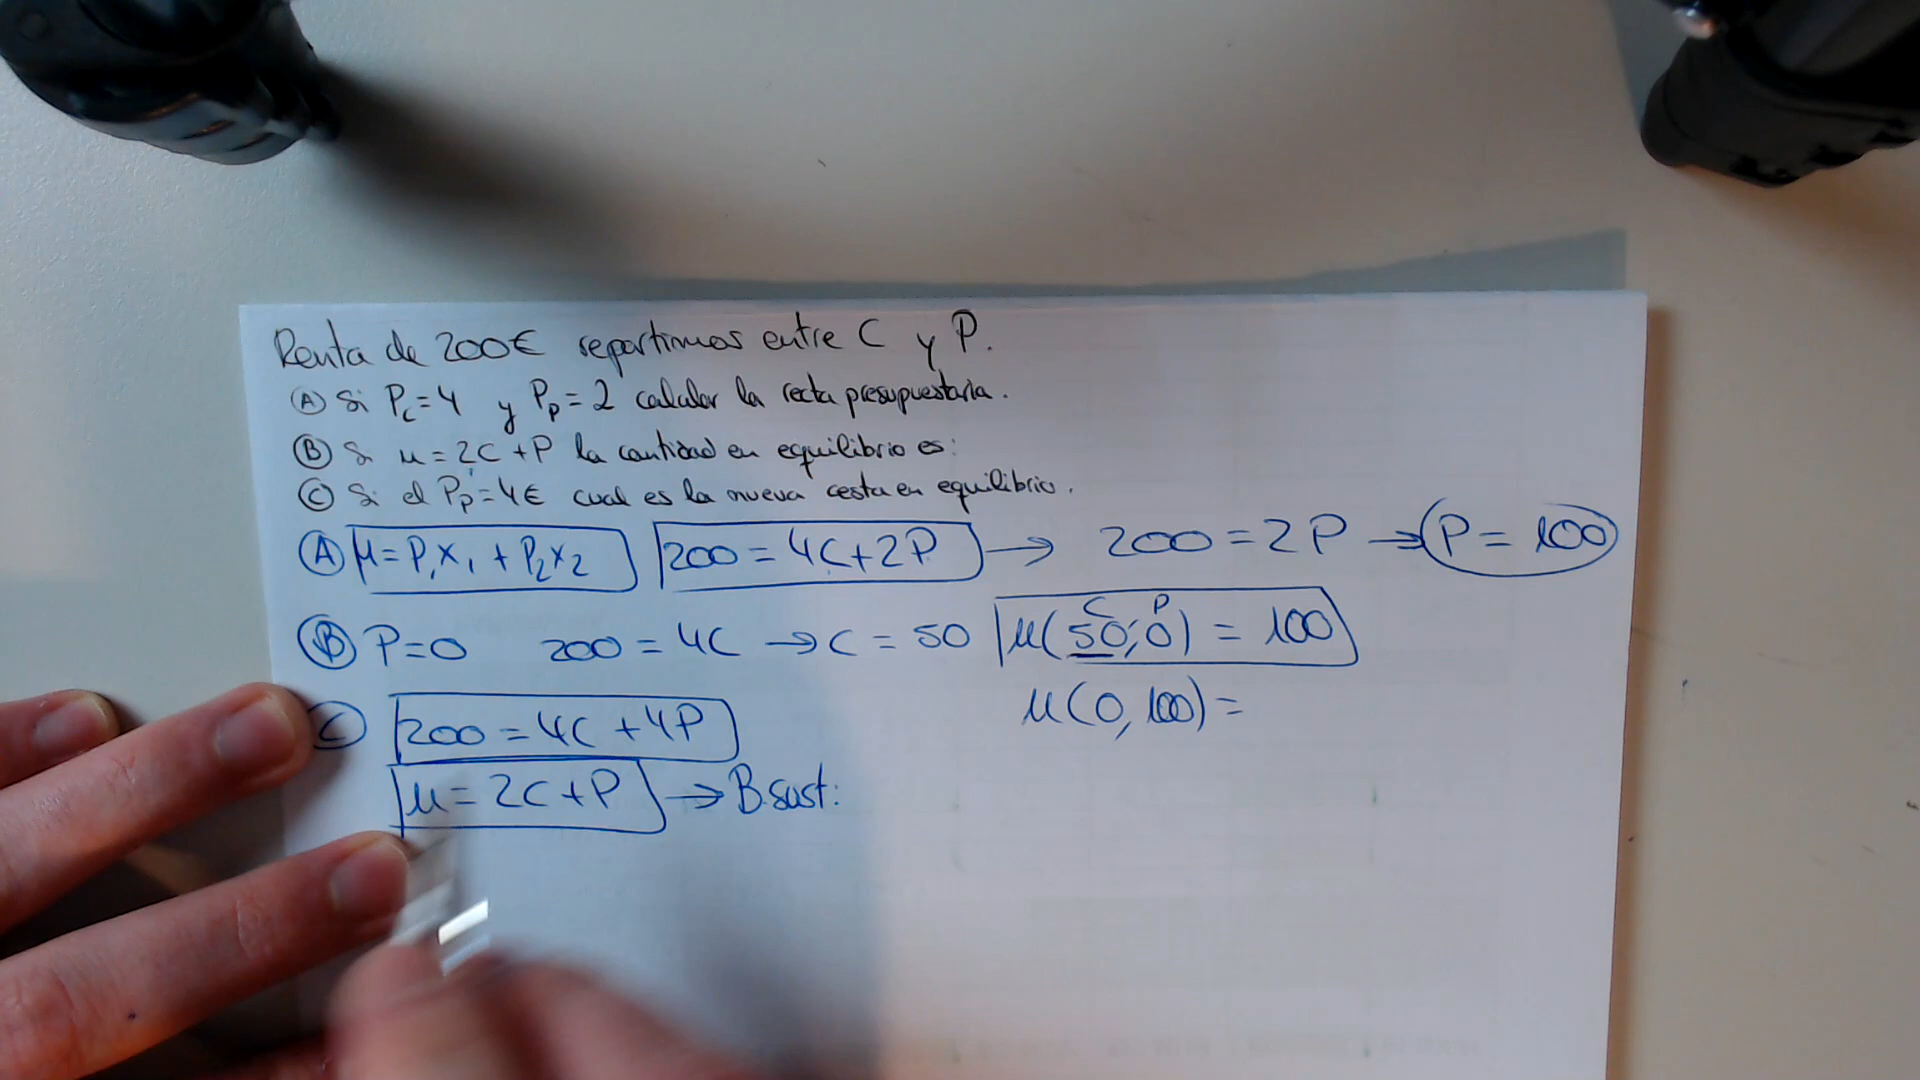 Renta de 200€ repartirmos entre C y P.
(A) Si Pc=4 y Pp=2 calcular la recta presupuestaria.
(B) Si u=2C+P la cantidad en equilibrio es:
(C) Si el Pp=4€ cual es la nueva cesta en equilibrio.
(A) μ=P₁x₁+P₂x₂ 200=4C+2P → 200=2P → P=100
(B) P=0 200=4C → C=50 μ(50;0)=100
C P
μ(0,100)=
(C) 200=4C+4P
μ=2C+P → B.sust: